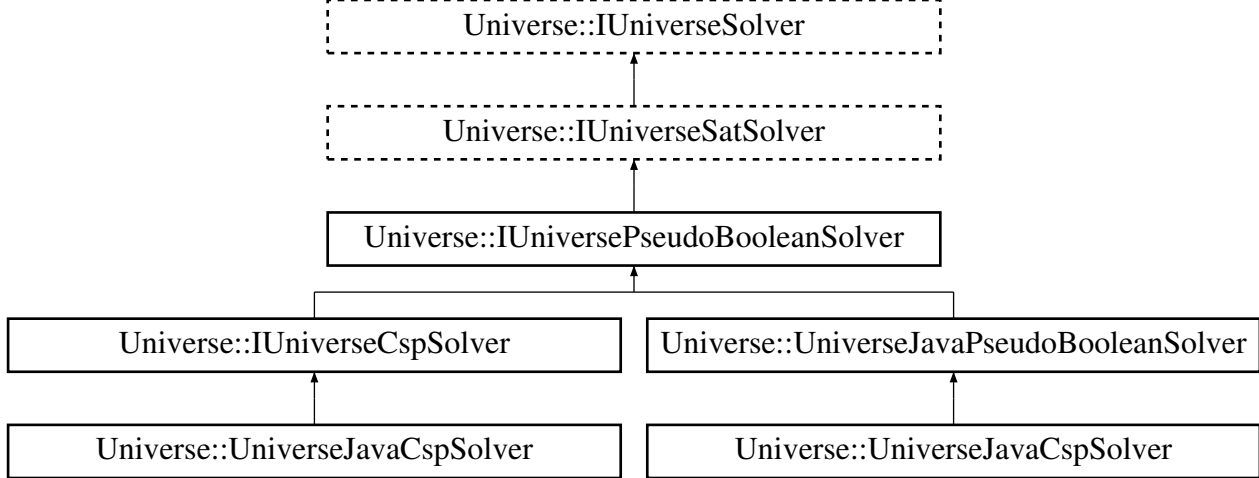 Universe::IUniverseSolver
Universe::IUniverseSatSolver
Universe::IUniversePseudoBooleanSolver
Universe::IUniverseCspSolver
Universe::UniverseJavaPseudoBooleanSolver
Universe::UniverseJavaCspSolver
Universe::UniverseJavaCspSolver